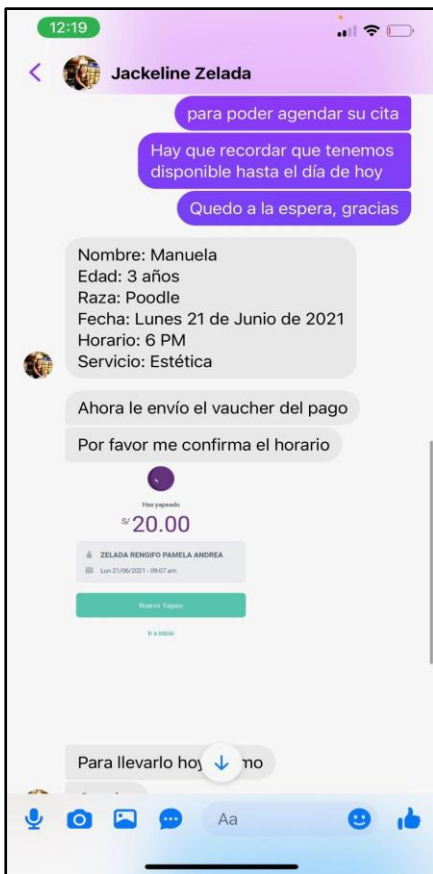 12:19
Jackeline Zelada
para poder agendar su cita
Hay que recordar que tenemos
disponible hasta el día de hoy
Quedo a la espera, gracias
Nombre: Manuela
Edad: 3 años
Raza: Poodle
Fecha: Lunes 21 de Junio de 2021
Horario: 6 PM
Servicio: Estética
Ahora le envío el vaucher del pago
Por favor me confirma el horario
Has yapeado
S/ 20.00
ZELADA RENGIFO PAMELA ANDREA
Lun 21/06/2021 - 09:07 am
Nuevo Yapeo
Ir a Inicio
Para llevarlo hoy
Aa